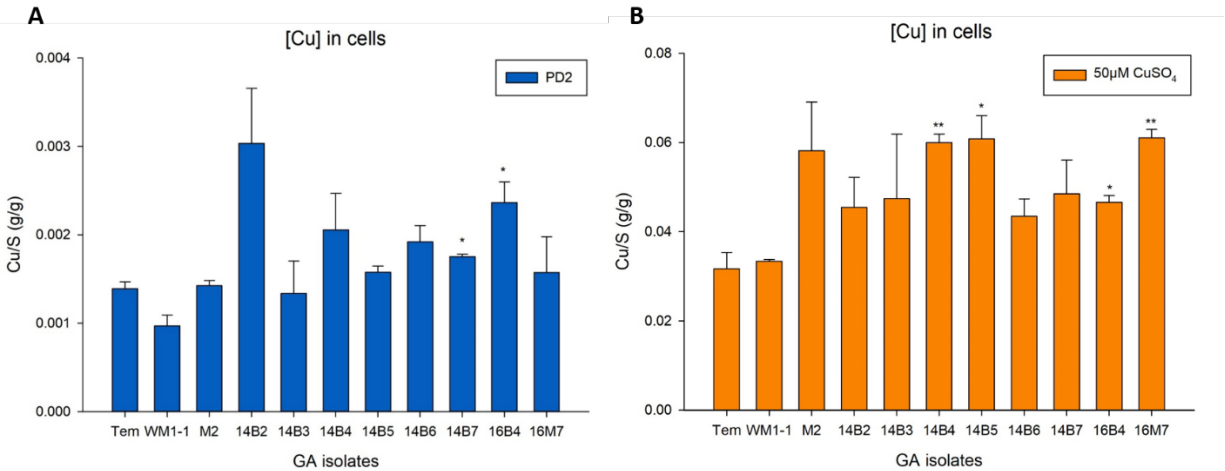 A
[Cu] in cells
PD2
Cu/S (g/g)
0.004
0.003
0.002
0.001
0.000
*
*
Tem WM1-1 M2 14B2 14B3 14B4 14B5 14B6 14B7 16B4 16M7
GA isolates
B
[Cu] in cells
50µM CuSO₄
Cu/S (g/g)
0.08
0.06
0.04
0.02
0.00
**
*
*
**
Tem WM1-1 M2 14B2 14B3 14B4 14B5 14B6 14B7 16B4 16M7
GA isolates